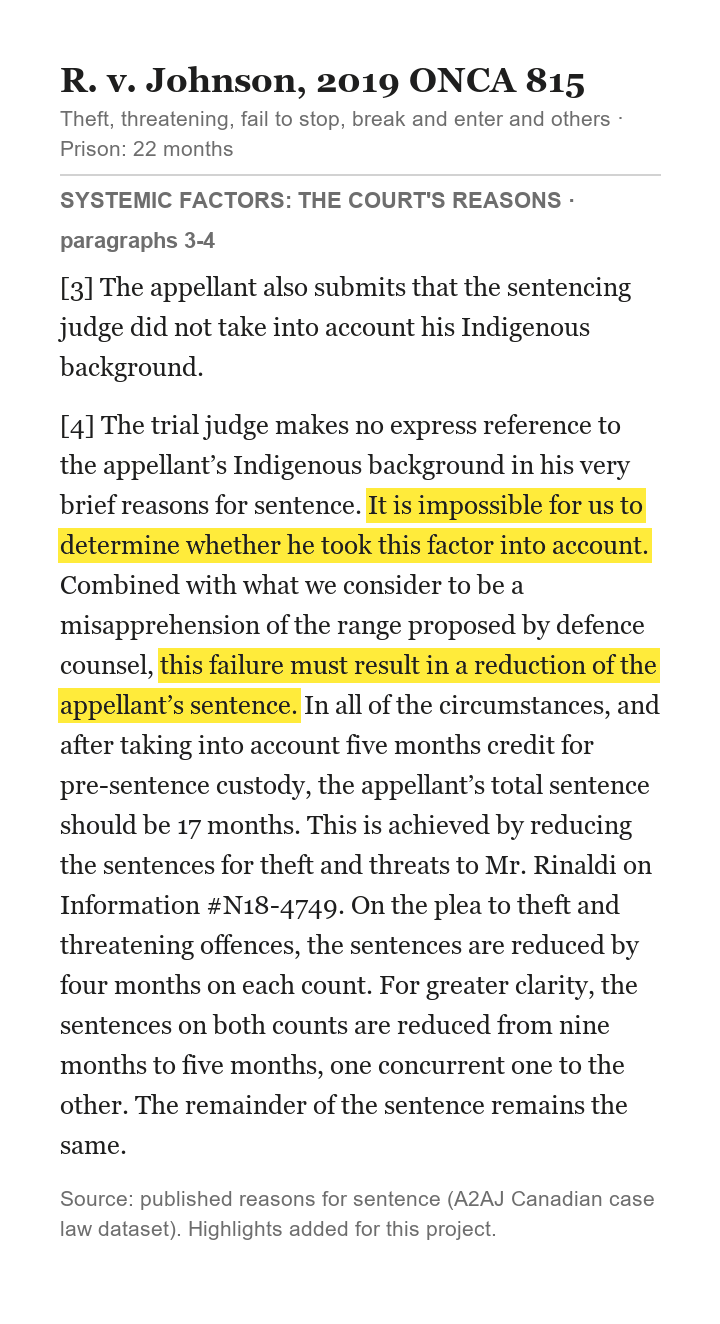 R. v. Johnson, 2019 ONCA 815
Theft, threatening, fail to stop, break and enter and others ·
Prison: 22 months
SYSTEMIC FACTORS: THE COURT'S REASONS ·
paragraphs 3-4
[3] The appellant also submits that the sentencing
judge did not take into account his Indigenous
background.
[4] The trial judge makes no express reference to
the appellant’s Indigenous background in his very
brief reasons for sentence. It is impossible for us to
determine whether he took this factor into account.
Combined with what we consider to be a
misapprehension of the range proposed by defence
counsel, this failure must result in a reduction of the
appellant’s sentence. In all of the circumstances, and
after taking into account five months credit for
pre-sentence custody, the appellant’s total sentence
should be 17 months. This is achieved by reducing
the sentences for theft and threats to Mr. Rinaldi on
Information #N18-4749. On the plea to theft and
threatening offences, the sentences are reduced by
four months on each count. For greater clarity, the
sentences on both counts are reduced from nine
months to five months, one concurrent one to the
other. The remainder of the sentence remains the
same.
Source: published reasons for sentence (A2AJ Canadian case
law dataset). Highlights added for this project.